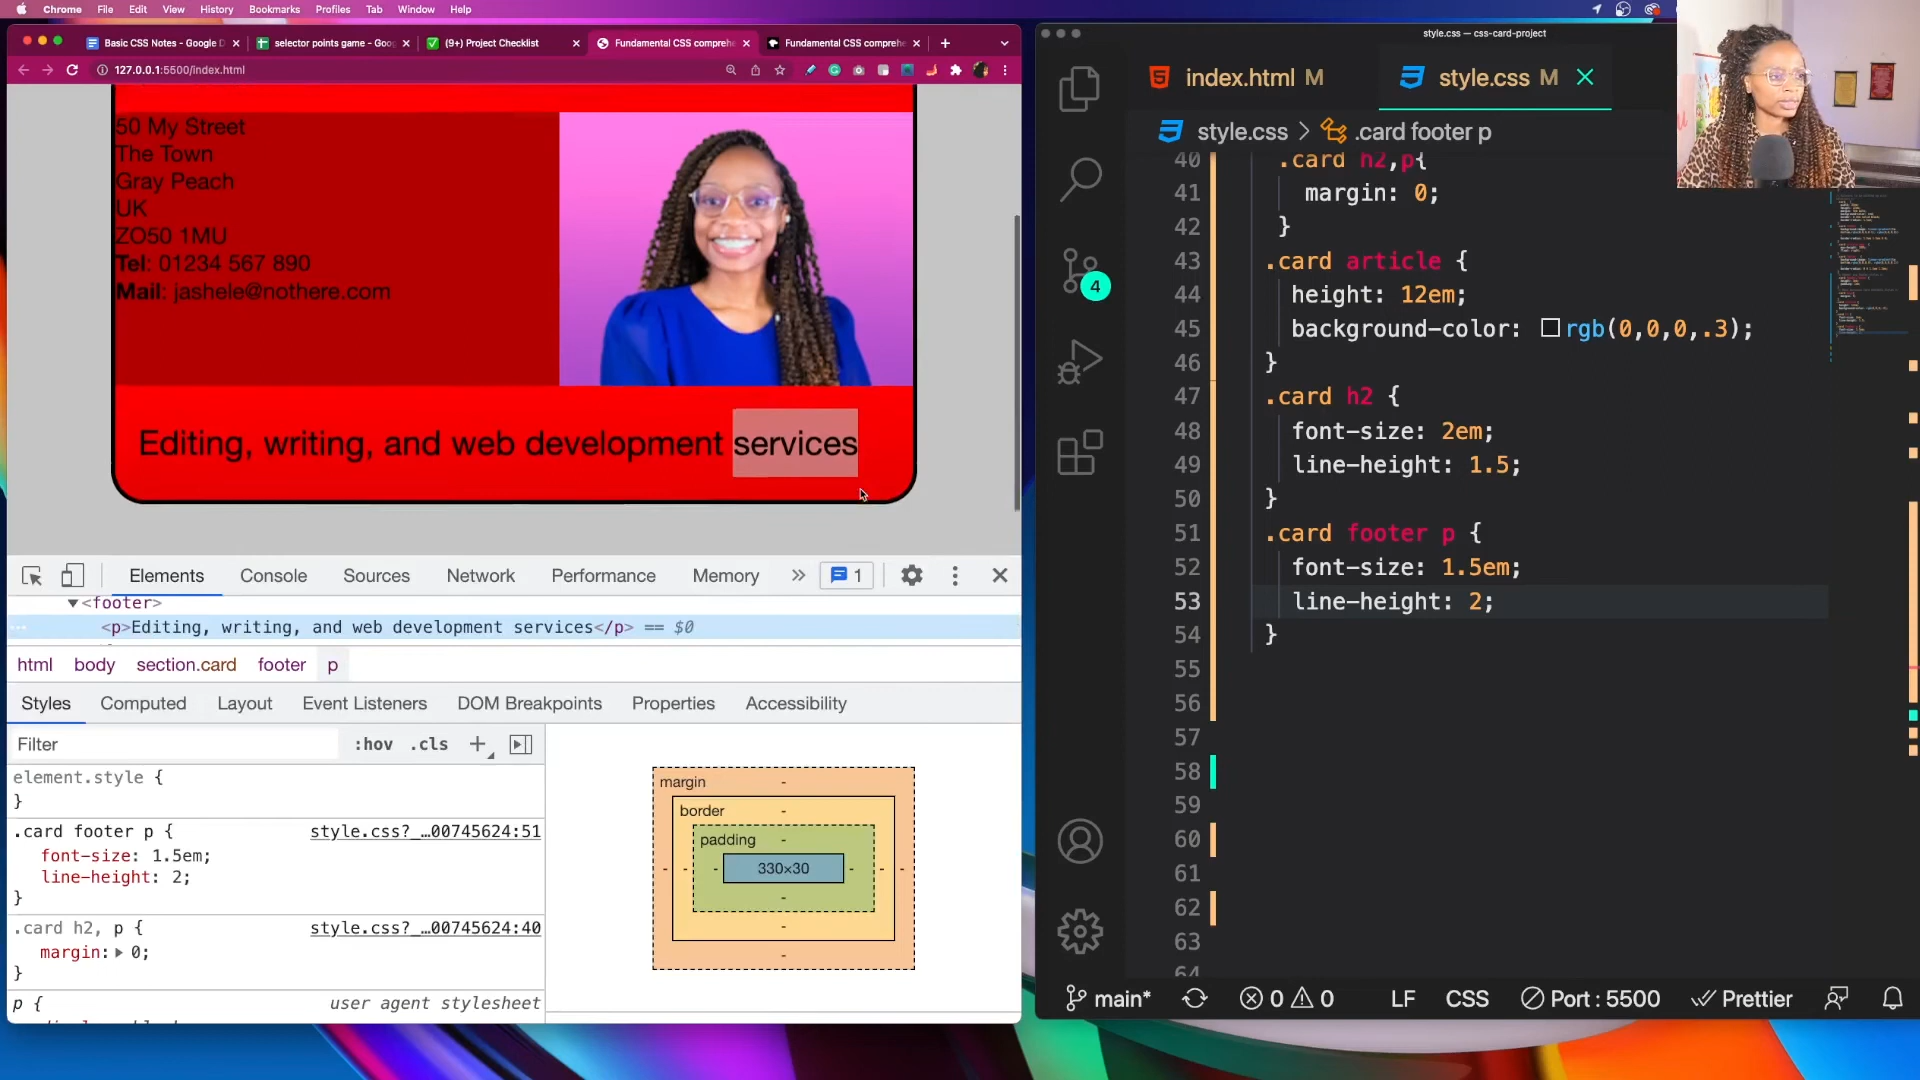 Chrome File Edit View History Bookmarks Profiles Tab Window Help
Basic CSS Notes - Google D
selector points game - Goog
(9+) Project Checklist
Fundamental CSS comprehe
Fundamental CSS comprehe
127.0.0.1:5500/index.html
50 My Street
The Town
Gray Peach
UK
ZO50 1MU
Tel: 01234 567 890
Mail: jashele@nothere.com
Editing, writing, and web development services
Elements Console Sources Network Performance Memory 1
<footer>
<p>Editing, writing, and web development services</p> == $0
html body section.card footer p
Styles Computed Layout Event Listeners DOM Breakpoints Properties Accessibility
Filter :hov .cls
element.style {
}
.card footer p { style.css?_…00745624:51
font-size: 1.5em;
line-height: 2;
}
.card h2, p { style.css?_…00745624:40
margin: 0;
}
p { user agent stylesheet
margin -
border -
padding -
- - - 330×30 - - -
-
-
-
style.css — css-card-project
index.html M style.css M
style.css > .card footer p
4
40 .card h2,p{
41 margin: 0;
42 }
43 .card article {
44 height: 12em;
45 background-color: rgb(0,0,0,.3);
46 }
47 .card h2 {
48 font-size: 2em;
49 line-height: 1.5;
50 }
51 .card footer p {
52 font-size: 1.5em;
53 line-height: 2;
54 }
55
56
57
58
59
60
61
62
63
64
main* 0 0 LF CSS Port : 5500 Prettier